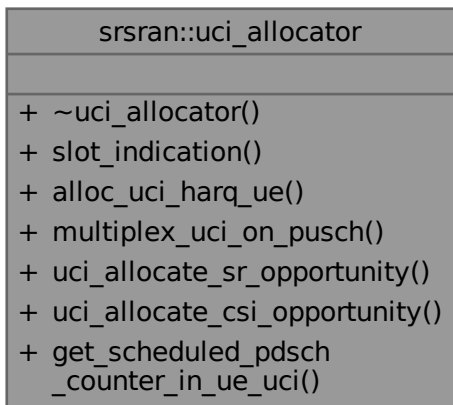 srsran::uci_allocator
+ ~uci_allocator()
+ slot_indication()
+ alloc_uci_harq_ue()
+ multiplex_uci_on_pusch()
+ uci_allocate_sr_opportunity()
+ uci_allocate_csi_opportunity()
+ get_scheduled_pdsch
_counter_in_ue_uci()